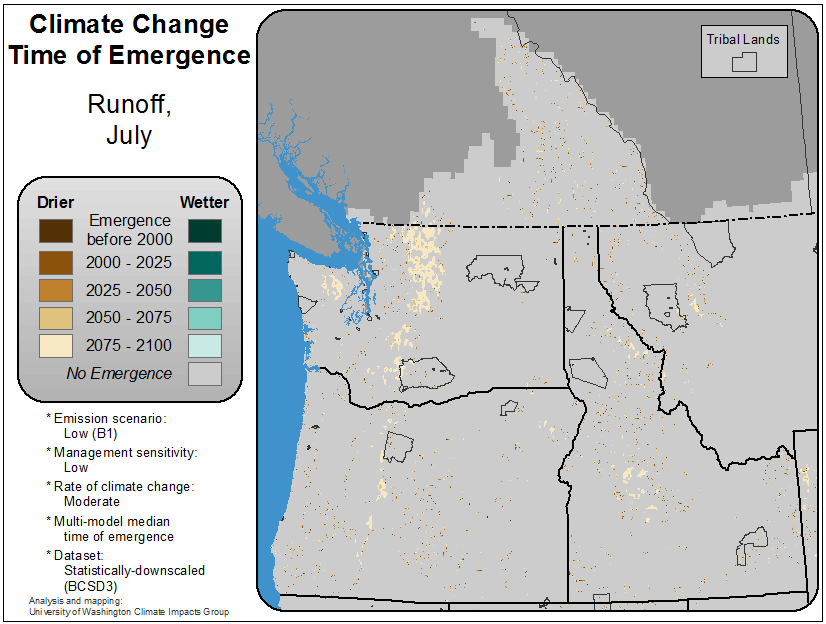 Climate Change
Time of Emergence
Runoff,
July
Tribal Lands
Drier
Wetter
Emergence
before 2000
2000 - 2025
2025 - 2050
2050 - 2075
2075 - 2100
No Emergence
* Emission scenario:
Low (B1)
* Management sensitivity:
Low
* Rate of climate change:
Moderate
* Multi-model median
time of emergence
* Dataset:
Statistically-downscaled
(BCSD3)
Analysis and mapping:
University of Washington Climate Impacts Group